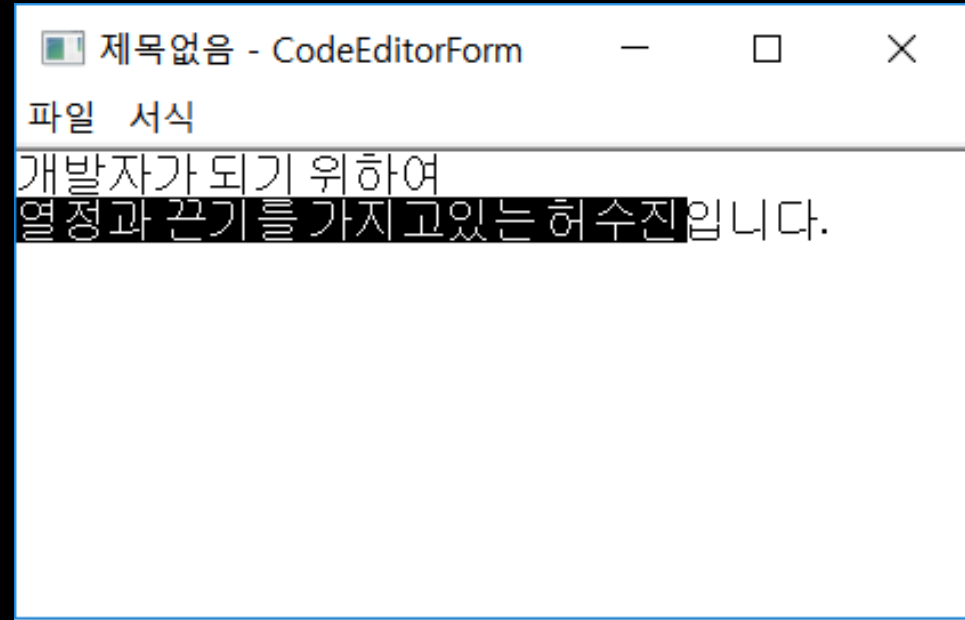 제목없음 - CodeEditorForm
파일 서식
개발자가 되기 위하여
열정과 끈기를 가지고있는 허수진입니다.